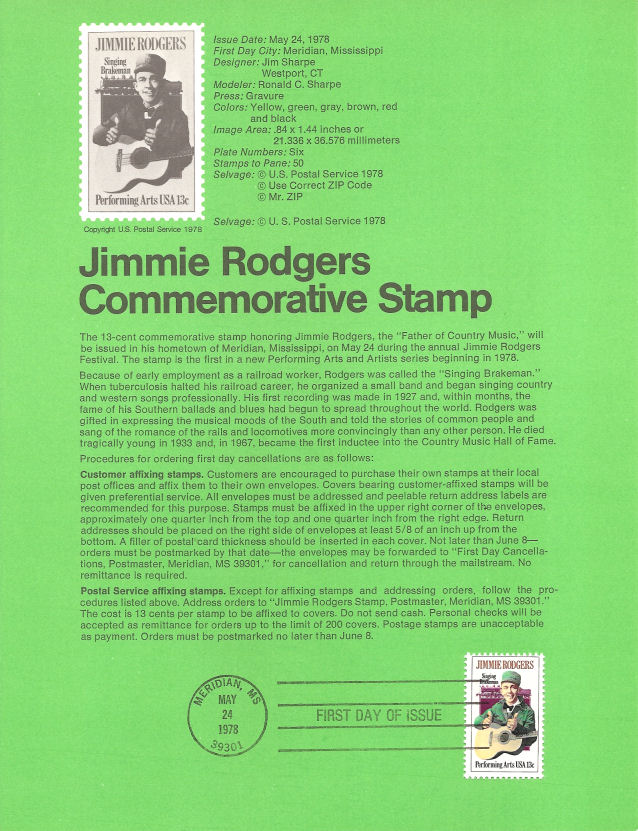 JIMMIE RODGERS
Singing
Brakeman
Performing Arts USA 13c
Copyright U.S. Postal Service 1978
Issue Date: May 24, 1978
First Day City: Meridian, Mississippi
Designer: Jim Sharpe
Westport, CT
Modeler: Ronald C. Sharpe
Press: Gravure
Colors: Yellow, green, gray, brown, red
and black
Image Area: .84 x 1.44 inches or
21.336 x 36.576 millimeters
Plate Numbers: Six
Stamps to Pane: 50
Selvage: © U.S. Postal Service 1978
© Use Correct ZIP Code
© Mr. ZIP
Selvage: © U. S. Postal Service 1978
Jimmie Rodgers
Commemorative Stamp
The 13-cent commemorative stamp honoring Jimmie Rodgers, the "Father of Country Music," will
be issued in his hometown of Meridian, Mississippi, on May 24 during the annual Jimmie Rodgers
Festival. The stamp is the first in a new Performing Arts and Artists series beginning in 1978.
Because of early employment as a railroad worker, Rodgers was called the "Singing Brakeman."
When tuberculosis halted his railroad career, he organized a small band and began singing country
and western songs professionally. His first recording was made in 1927 and, within months, the
fame of his Southern ballads and blues had begun to spread throughout the world. Rodgers was
gifted in expressing the musical moods of the South and told the stories of common people and
sang of the romance of the rails and locomotives more convincingly than any other person. He died
tragically young in 1933 and, in 1967, became the first inductee into the Country Music Hall of Fame.
Procedures for ordering first day cancellations are as follows:
Customer affixing stamps. Customers are encouraged to purchase their own stamps at their local
post offices and affix them to their own envelopes. Covers bearing customer-affixed stamps will be
given preferential service. All envelopes must be addressed and peelable return address labels are
recommended for this purpose. Stamps must be affixed in the upper right corner of the envelopes,
approximately one quarter inch from the top and one quarter inch from the right edge. Return
addresses should be placed on the right side of envelopes at least 5/8 of an inch up from the
bottom. A filler of postal card thickness should be inserted in each cover. Not later than June 8—
orders must be postmarked by that date—the envelopes may be forwarded to "First Day Cancella-
tions, Postmaster, Meridian, MS 39301," for cancellation and return through the mailstream. No
remittance is required.
Postal Service affixing stamps. Except for affixing stamps and addressing orders, follow the pro-
cedures listed above. Address orders to "Jimmie Rodgers Stamp, Postmaster, Meridian, MS 39301."
The cost is 13 cents per stamp to be affixed to covers. Do not send cash. Personal checks will be
accepted as remittance for orders up to the limit of 200 covers. Postage stamps are unacceptable
as payment. Orders must be postmarked no later than June 8.
MERIDIAN, MS
MAY
24
1978
39301
FIRST DAY OF ISSUE
JIMMIE RODGERS
Singing
Brakeman
Performing Arts USA 13c